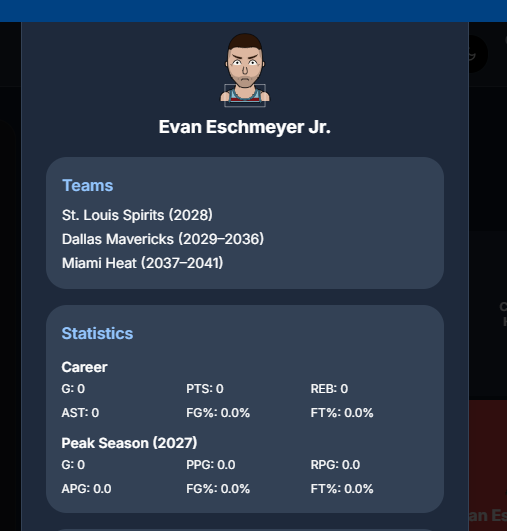 Evan Eschmeyer Jr.
Teams
St. Louis Spirits (2028)
Dallas Mavericks (2029–2036)
Miami Heat (2037–2041)
Statistics
Career
G: 0 PTS: 0 REB: 0
AST: 0 FG%: 0.0% FT%: 0.0%
Peak Season (2027)
G: 0 PPG: 0.0 RPG: 0.0
APG: 0.0 FG%: 0.0% FT%: 0.0%
an Es